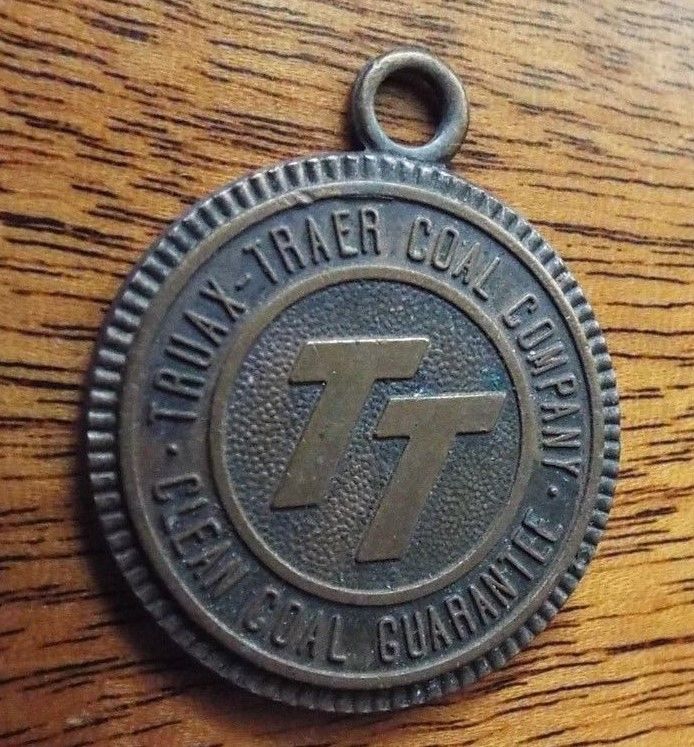 TRUAX-TRAER COAL COMPANY
TT
· CLEAN COAL GUARANTEE ·